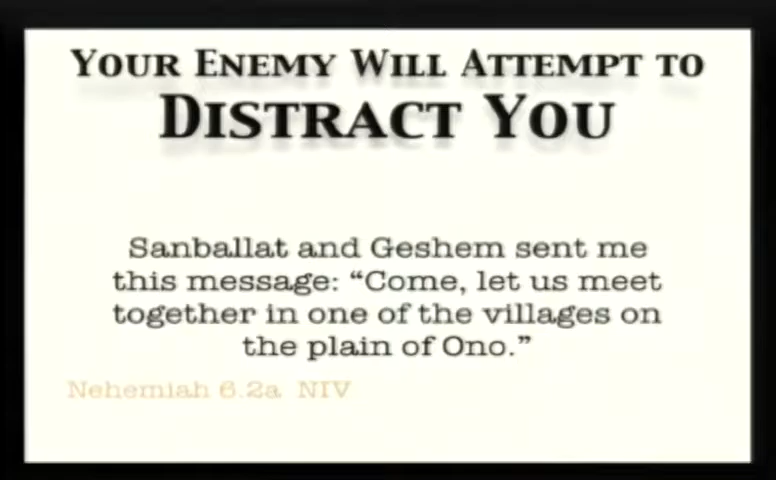 Your Enemy Will Attempt to
Distract You
Sanballat and Geshem sent me
this message: “Come, let us meet
together in one of the villages on
the plain of Ono.”
Nehemiah 6.2a NIV